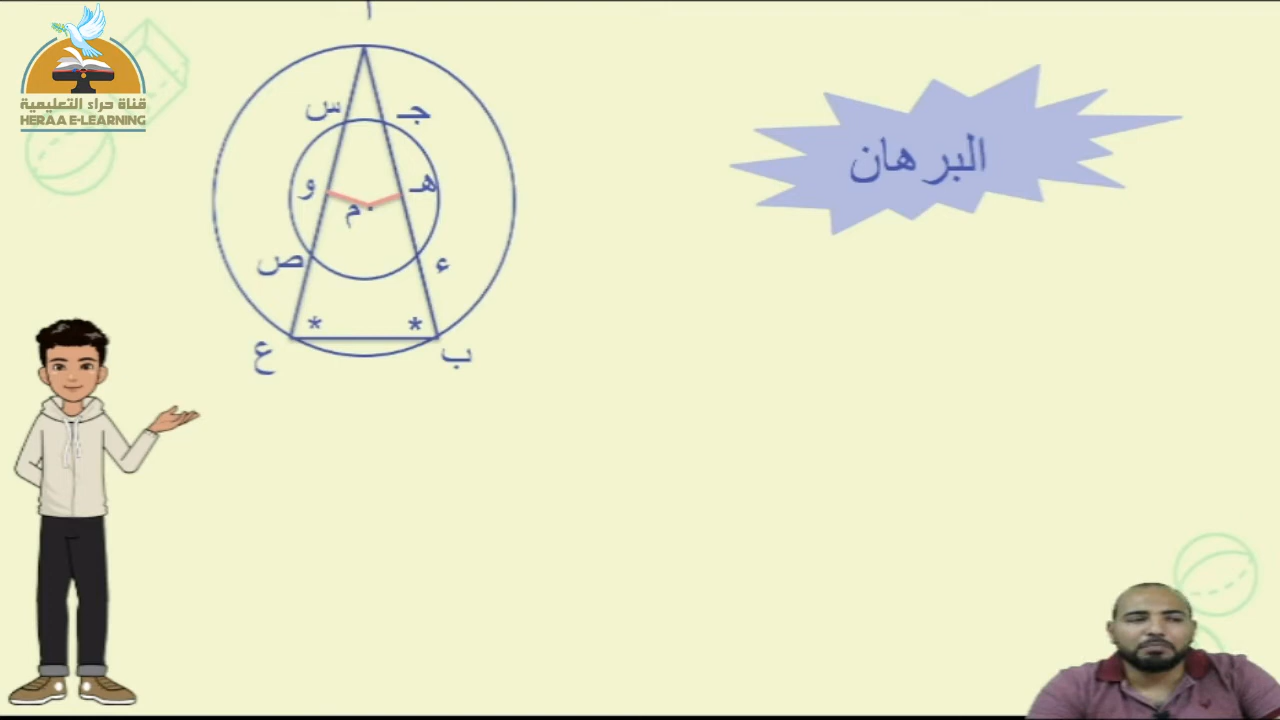 قناة حراء التعليمية
HERAA E-LEARNING
البرهان
أ
س
جـ
و
هـ
م
ص
ء
*
*
ع
ب